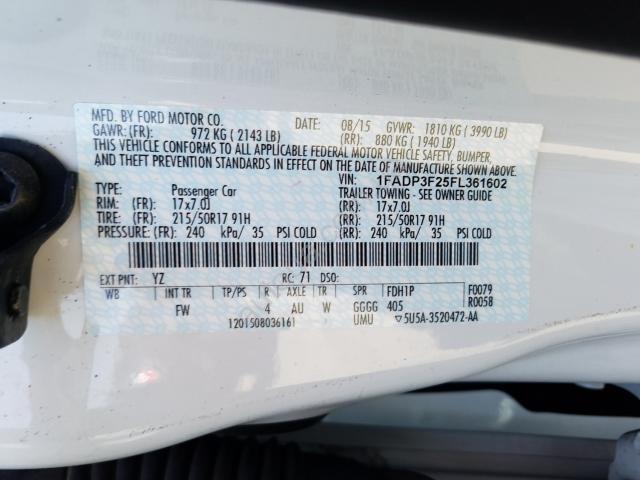 MFD. BY FORD MOTOR CO.
DATE: 08/15 GVWR: 1810 KG ( 3990 LB)
GAWR: (FR): 972 KG ( 2143 LB) (RR): 880 KG ( 1940 LB)
THIS VEHICLE CONFORMS TO ALL APPLICABLE FEDERAL MOTOR VEHICLE SAFETY, BUMPER,
AND THEFT PREVENTION STANDARDS IN EFFECT ON THE DATE OF MANUFACTURE SHOWN ABOVE.
VIN: 1FADP3F25FL361602
TYPE: Passenger Car TRAILER TOWING - SEE OWNER GUIDE
RIM: (FR): 17x7.0J (RR): 17x7.0J
TIRE: (FR): 215/50R17 91H (RR): 215/50R17 91H
PRESSURE: (FR): 240 kPa/ 35 PSI COLD (RR): 240 kPa/ 35 PSI COLD
EXT PNT: YZ RC: 71 DSO:
WB INT TR TP/PS R AXLE TR SPR FDH1P F0079
FW 4 AU W GGGG 405 R0058
1201508036161 UMU ▽ 5U5A-3520472-AA